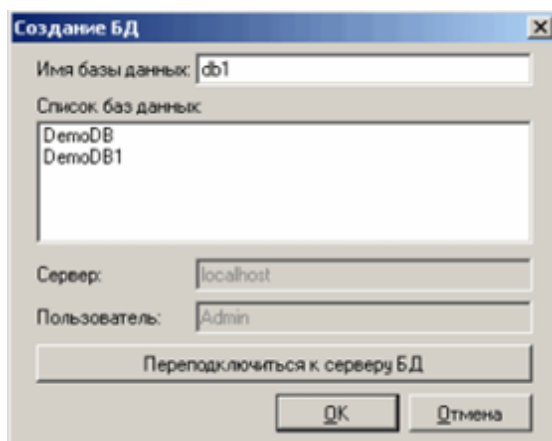 Создание БД
Имя базы данных: db1
Список баз данных:
DemoDB
DemoDB1
Сервер: localhost
Пользователь: Admin
Переподключиться к серверу БД
OK Отмена